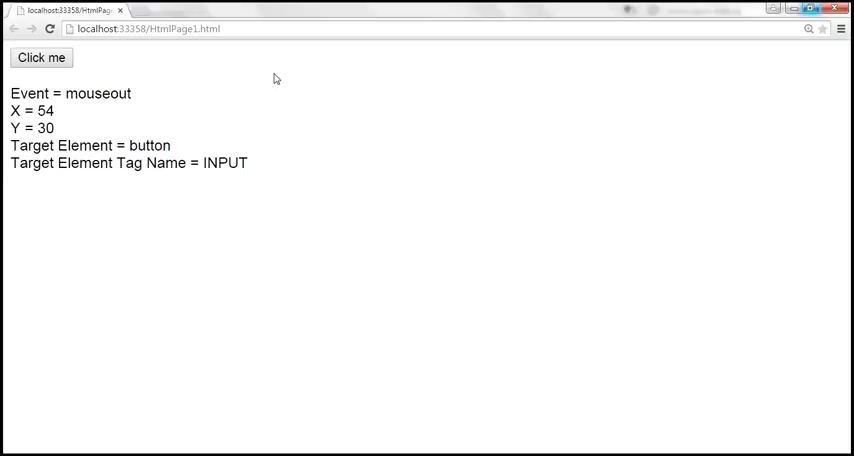 localhost:33358/HtmlPag
localhost:33358/HtmlPage1.html
Click me
Event = mouseout
X = 54
Y = 30
Target Element = button
Target Element Tag Name = INPUT